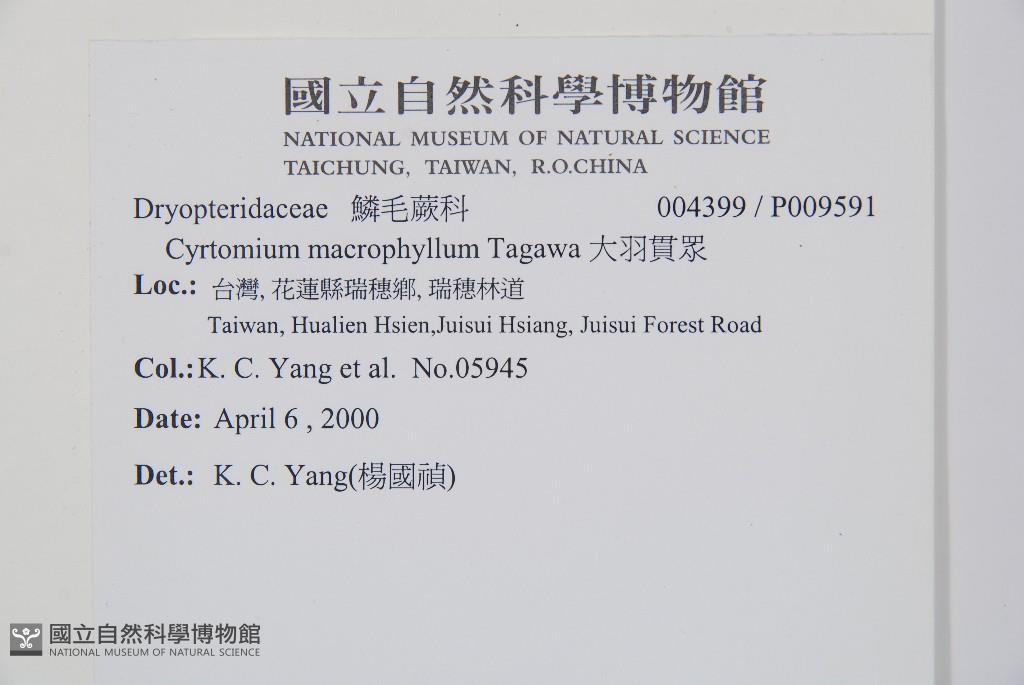 國立自然科學博物館
NATIONAL MUSEUM OF NATURAL SCIENCE
TAICHUNG, TAIWAN, R.O.CHINA
Dryopteridaceae 鱗毛蕨科 004399 / P009591
Cyrtomium macrophyllum Tagawa 大羽貫眾
Loc.: 台灣, 花蓮縣瑞穗鄉, 瑞穗林道
Taiwan, Hualien Hsien,Juisui Hsiang, Juisui Forest Road
Col.:K. C. Yang et al. No.05945
Date: April 6 , 2000
Det.: K. C. Yang(楊國禎)
國立自然科學博物館
NATIONAL MUSEUM OF NATURAL SCIENCE